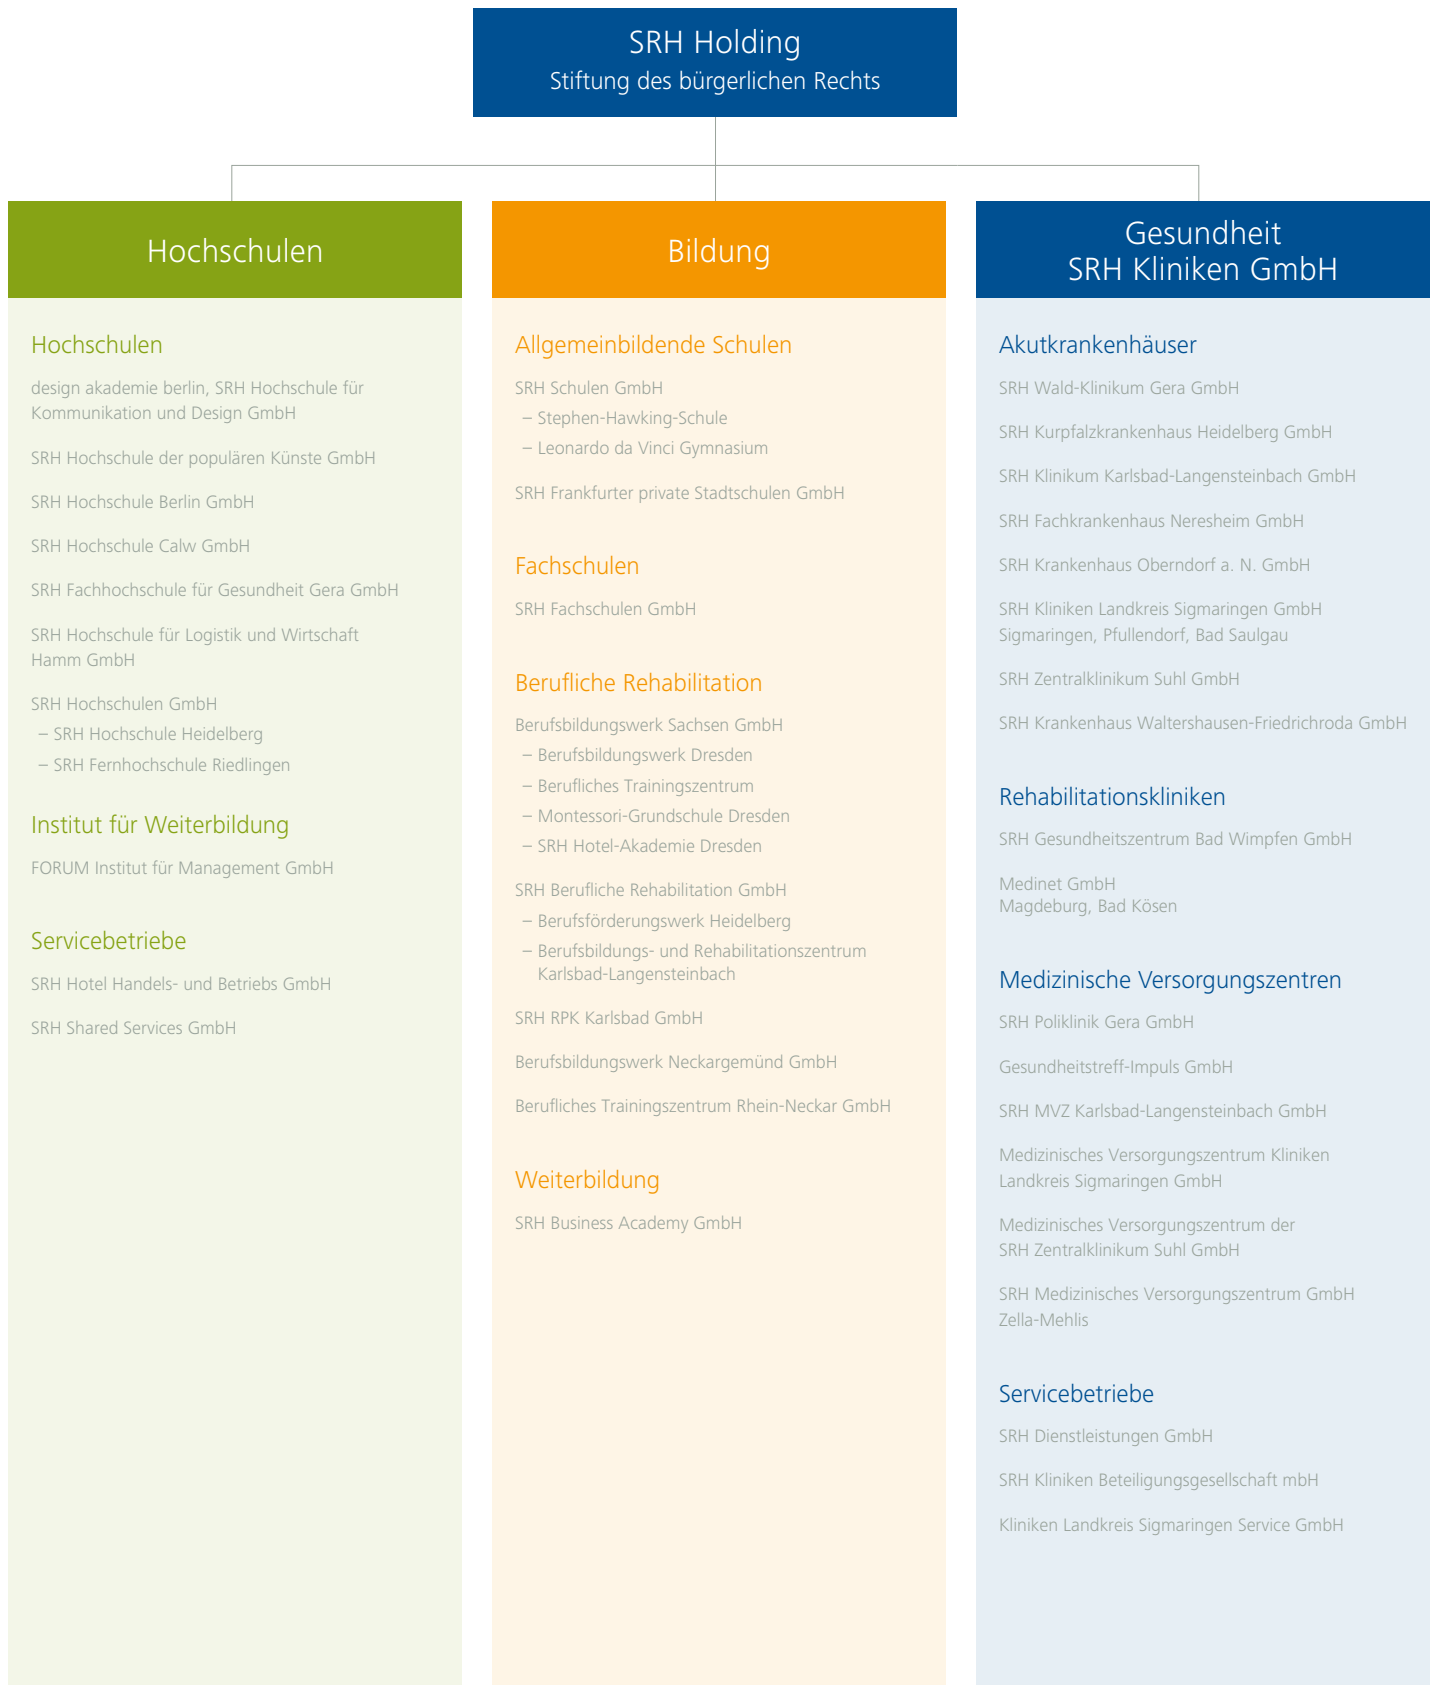 SRH Holding
Stiftung des bürgerlichen Rechts
Hochschulen
Hochschulen
design akademie berlin, SRH Hochschule für
Kommunikation und Design GmbH
SRH Hochschule der populären Künste GmbH
SRH Hochschule Berlin GmbH
SRH Hochschule Calw GmbH
SRH Fachhochschule für Gesundheit Gera GmbH
SRH Hochschule für Logistik und Wirtschaft
Hamm GmbH
SRH Hochschulen GmbH
– SRH Hochschule Heidelberg
– SRH Fernhochschule Riedlingen
Institut für Weiterbildung
FORUM Institut für Management GmbH
Servicebetriebe
SRH Hotel Handels- und Betriebs GmbH
SRH Shared Services GmbH
Bildung
Allgemeinbildende Schulen
SRH Schulen GmbH
– Stephen-Hawking-Schule
– Leonardo da Vinci Gymnasium
SRH Frankfurter private Stadtschulen GmbH
Fachschulen
SRH Fachschulen GmbH
Berufliche Rehabilitation
Berufsbildungswerk Sachsen GmbH
– Berufsbildungswerk Dresden
– Berufliches Trainingszentrum
– Montessori-Grundschule Dresden
– SRH Hotel-Akademie Dresden
SRH Berufliche Rehabilitation GmbH
– Berufsförderungswerk Heidelberg
– Berufsbildungs- und Rehabilitationszentrum
Karlsbad-Langensteinbach
SRH RPK Karlsbad GmbH
Berufsbildungswerk Neckargemünd GmbH
Berufliches Trainingszentrum Rhein-Neckar GmbH
Weiterbildung
SRH Business Academy GmbH
Gesundheit
SRH Kliniken GmbH
Akutkrankenhäuser
SRH Wald-Klinikum Gera GmbH
SRH Kurpfalzkrankenhaus Heidelberg GmbH
SRH Klinikum Karlsbad-Langensteinbach GmbH
SRH Fachkrankenhaus Neresheim GmbH
SRH Krankenhaus Oberndorf a. N. GmbH
SRH Kliniken Landkreis Sigmaringen GmbH
Sigmaringen, Pfullendorf, Bad Saulgau
SRH Zentralklinikum Suhl GmbH
SRH Krankenhaus Waltershausen-Friedrichroda GmbH
Rehabilitationskliniken
SRH Gesundheitszentrum Bad Wimpfen GmbH
Medinet GmbH
Magdeburg, Bad Kösen
Medizinische Versorgungszentren
SRH Poliklinik Gera GmbH
Gesundheitstreff-Impuls GmbH
SRH MVZ Karlsbad-Langensteinbach GmbH
Medizinisches Versorgungszentrum Kliniken
Landkreis Sigmaringen GmbH
Medizinisches Versorgungszentrum der
SRH Zentralklinikum Suhl GmbH
SRH Medizinisches Versorgungszentrum GmbH
Zella-Mehlis
Servicebetriebe
SRH Dienstleistungen GmbH
SRH Kliniken Beteiligungsgesellschaft mbH
Kliniken Landkreis Sigmaringen Service GmbH